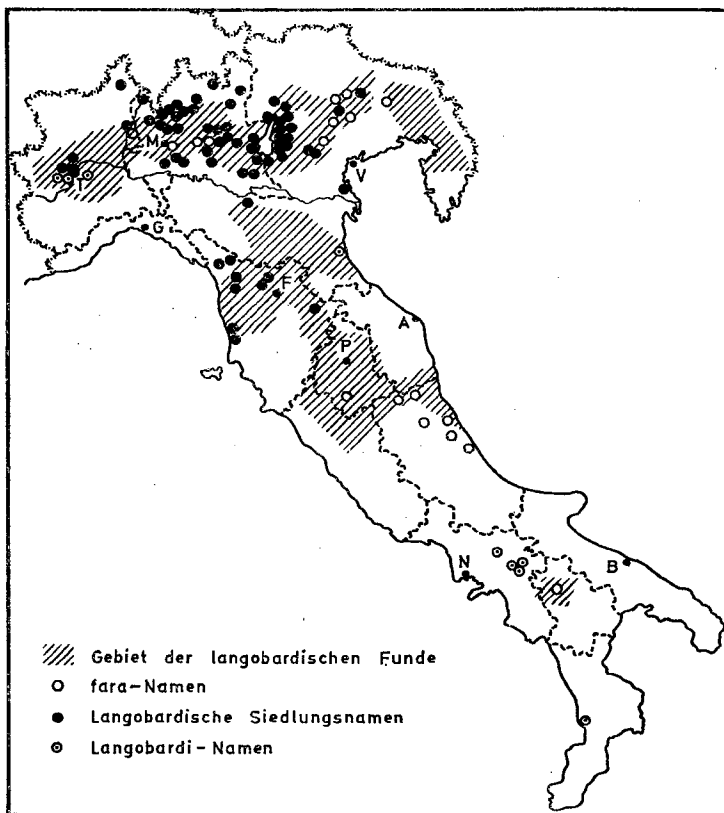 M
V
T
G
F
A
P
N
B
Gebiet der langobardischen Funde
fara-Namen
Langobardische Siedlungsnamen
Langobardi-Namen